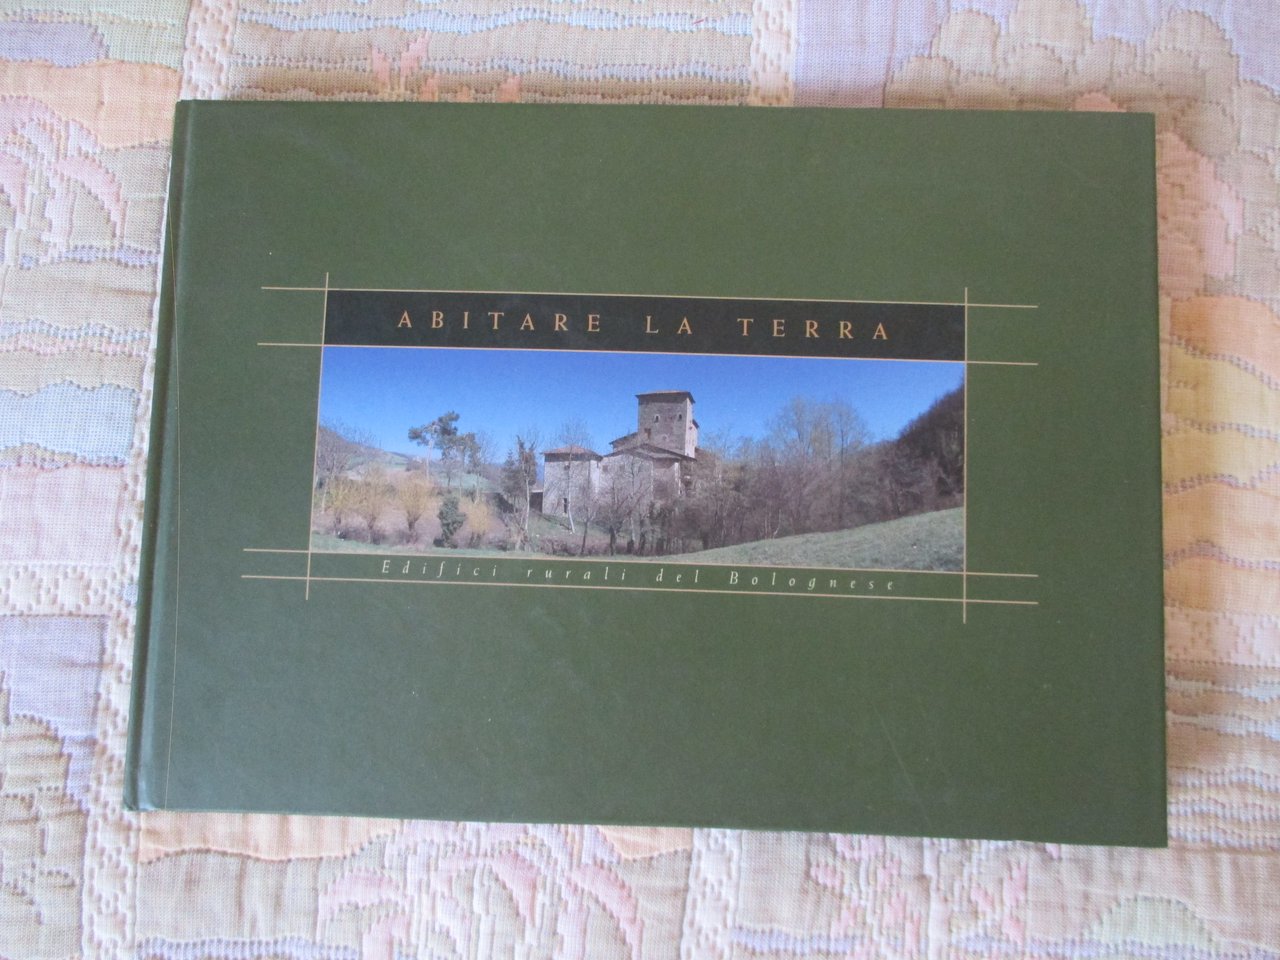 ABITARE LA TERRA
Edifici rurali del Bolognese